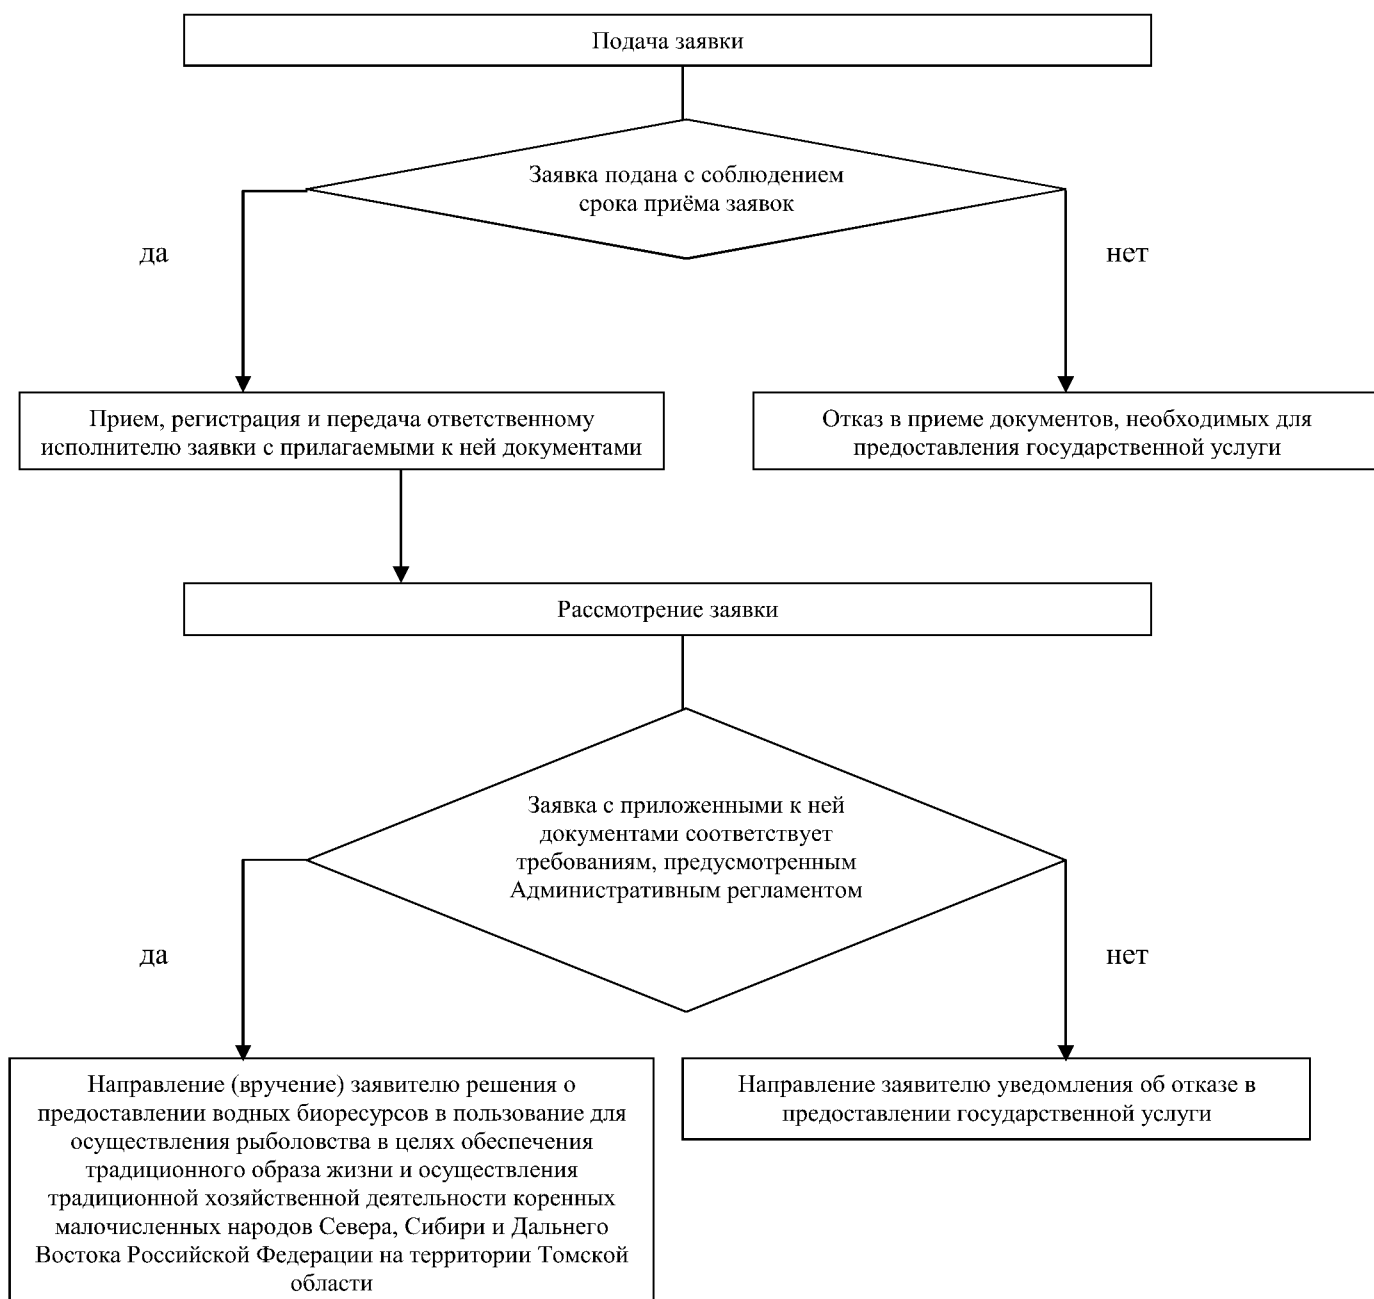 Подача заявки
Заявка подана с соблюдением
срока приёма заявок
да
нет
Прием, регистрация и передача ответственному
исполнителю заявки с прилагаемыми к ней документами
Отказ в приеме документов, необходимых для
предоставления государственной услуги
Рассмотрение заявки
Заявка с приложенными к ней
документами соответствует
требованиям, предусмотренным
Административным регламентом
да
нет
Направление (вручение) заявителю решения о
предоставлении водных биоресурсов в пользование для
осуществления рыболовства в целях обеспечения
традиционного образа жизни и осуществления
традиционной хозяйственной деятельности коренных
малочисленных народов Севера, Сибири и Дальнего
Востока Российской Федерации на территории Томской
области
Направление заявителю уведомления об отказе в
предоставлении государственной услуги